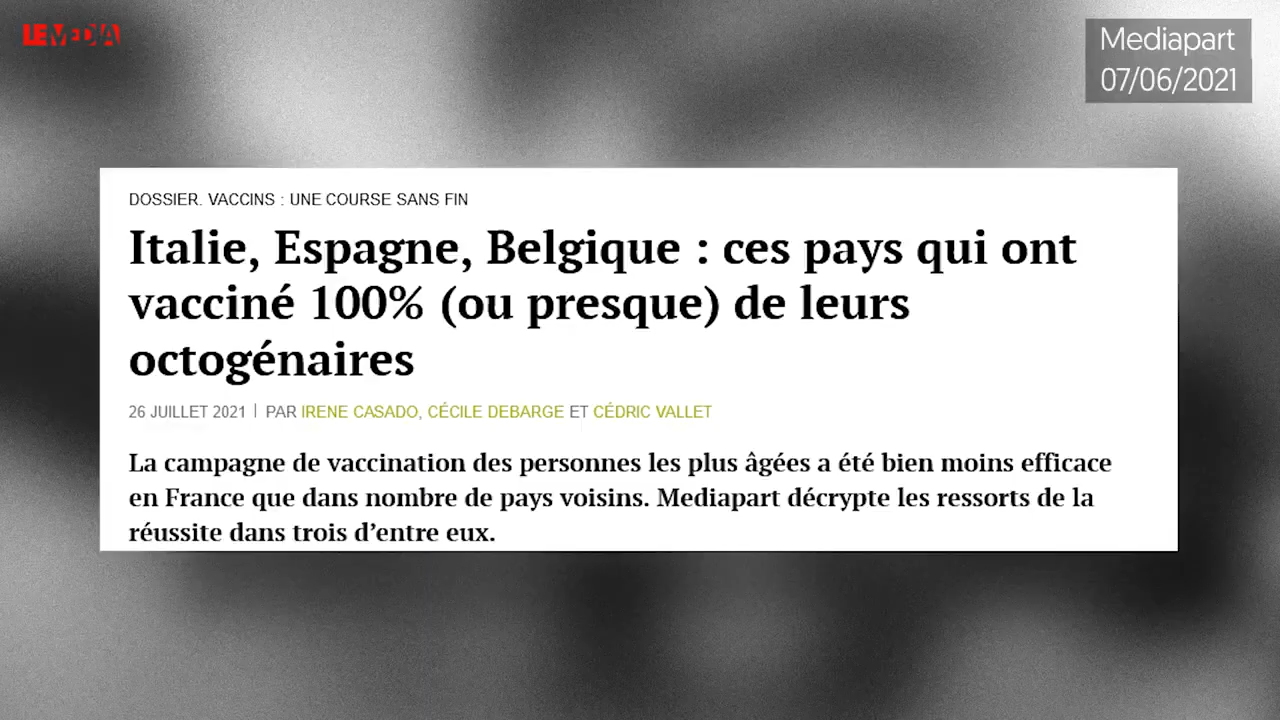 LEMEDIA
Mediapart
07/06/2021
DOSSIER. VACCINS : UNE COURSE SANS FIN
Italie, Espagne, Belgique : ces pays qui ont
vacciné 100% (ou presque) de leurs
octogénaires
26 JUILLET 2021 | PAR IRENE CASADO, CÉCILE DEBARGE ET CÉDRIC VALLET
La campagne de vaccination des personnes les plus âgées a été bien moins efficace
en France que dans nombre de pays voisins. Mediapart décrypte les ressorts de la
réussite dans trois d’entre eux.